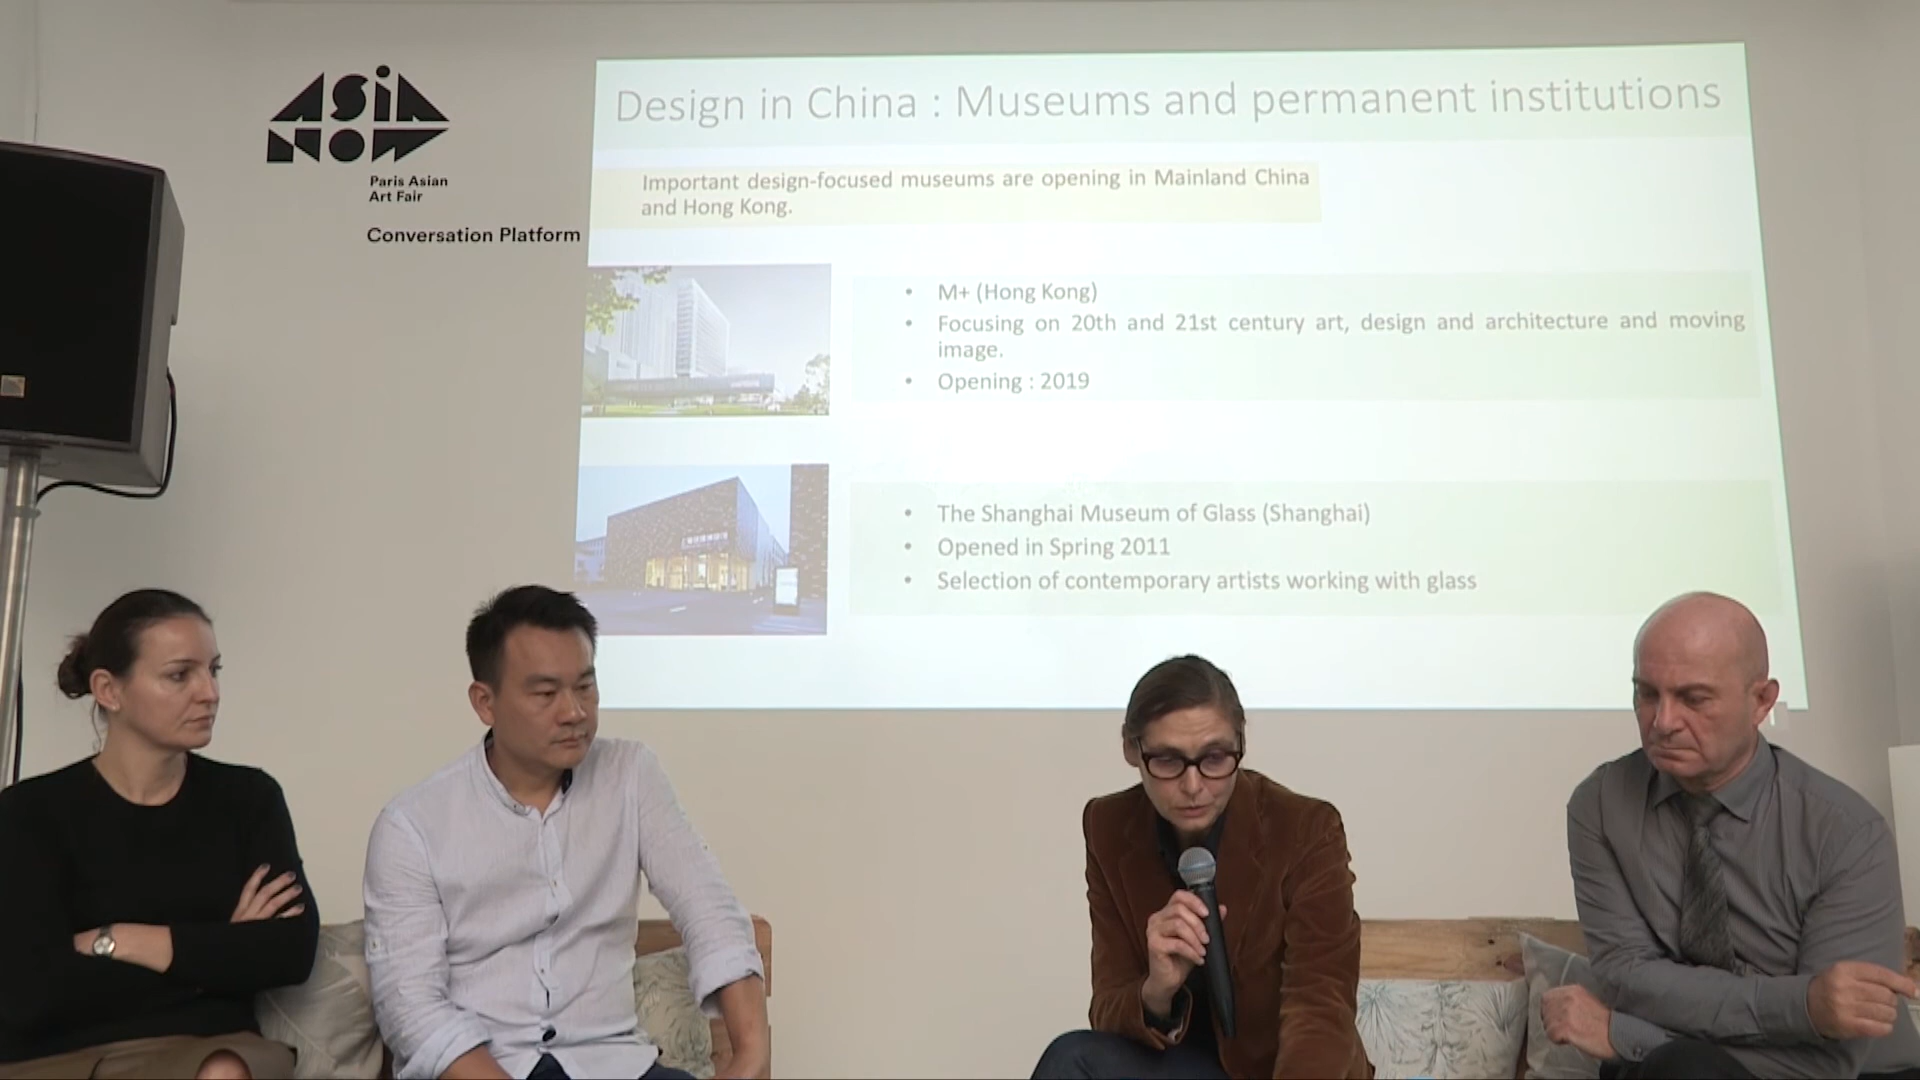 ASiA
NOW
Paris Asian
Art Fair
Conversation Platform
Design in China : Museums and permanent institutions
Important design-focused museums are opening in Mainland China
and Hong Kong.
• M+ (Hong Kong)
• Focusing on 20th and 21st century art, design and architecture and moving
image.
• Opening : 2019
• The Shanghai Museum of Glass (Shanghai)
• Opened in Spring 2011
• Selection of contemporary artists working with glass